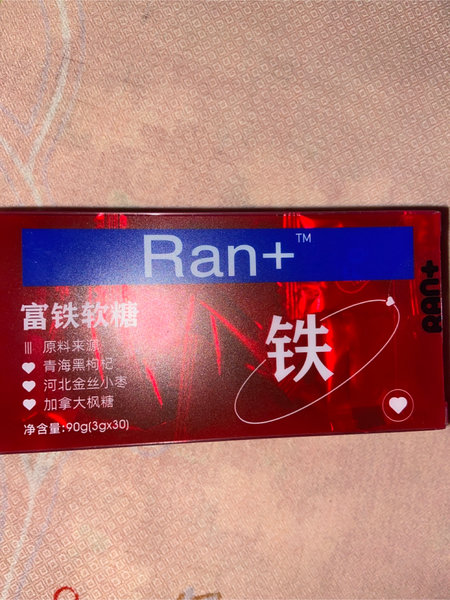 Ran+™
富铁软糖
原料来源
青海黑枸杞
河北金丝小枣
加拿大枫糖
净含量:90g(3gx30)
铁
RAN+